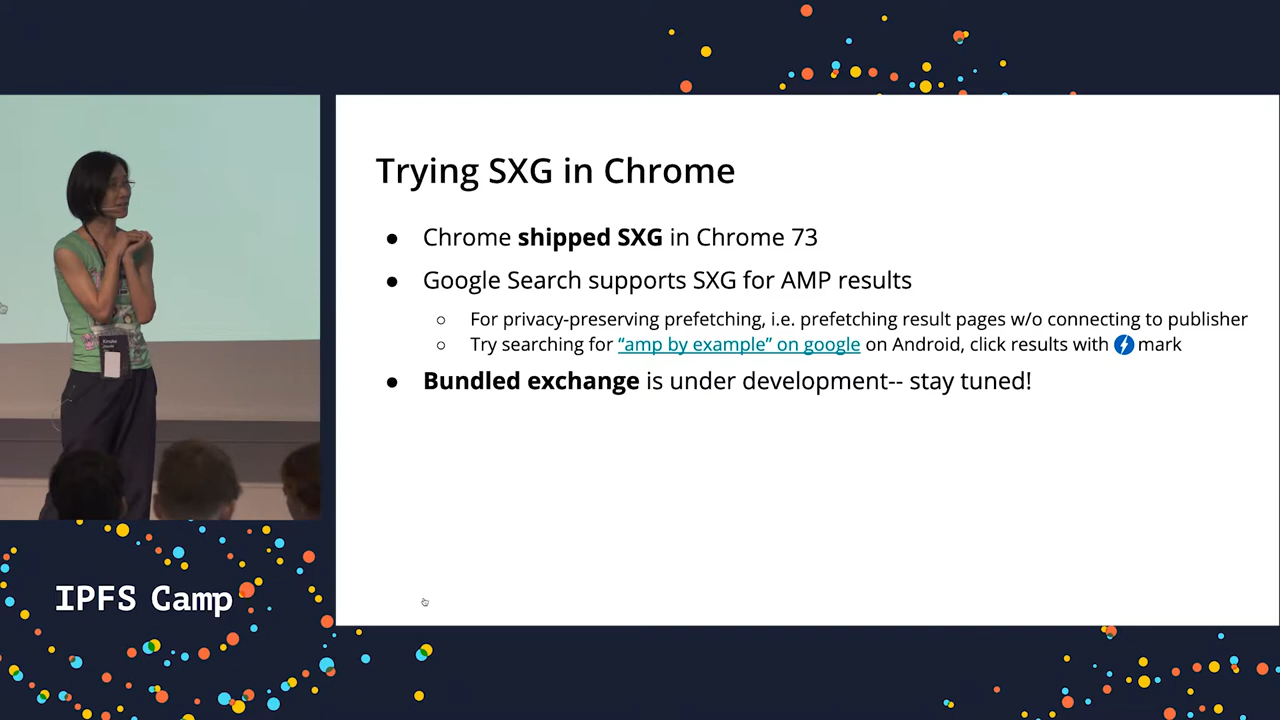 Trying SXG in Chrome
● Chrome shipped SXG in Chrome 73
● Google Search supports SXG for AMP results
○ For privacy-preserving prefetching, i.e. prefetching result pages w/o connecting to publisher
○ Try searching for “amp by example” on google on Android, click results with mark
● Bundled exchange is under development-- stay tuned!
IPFS Camp